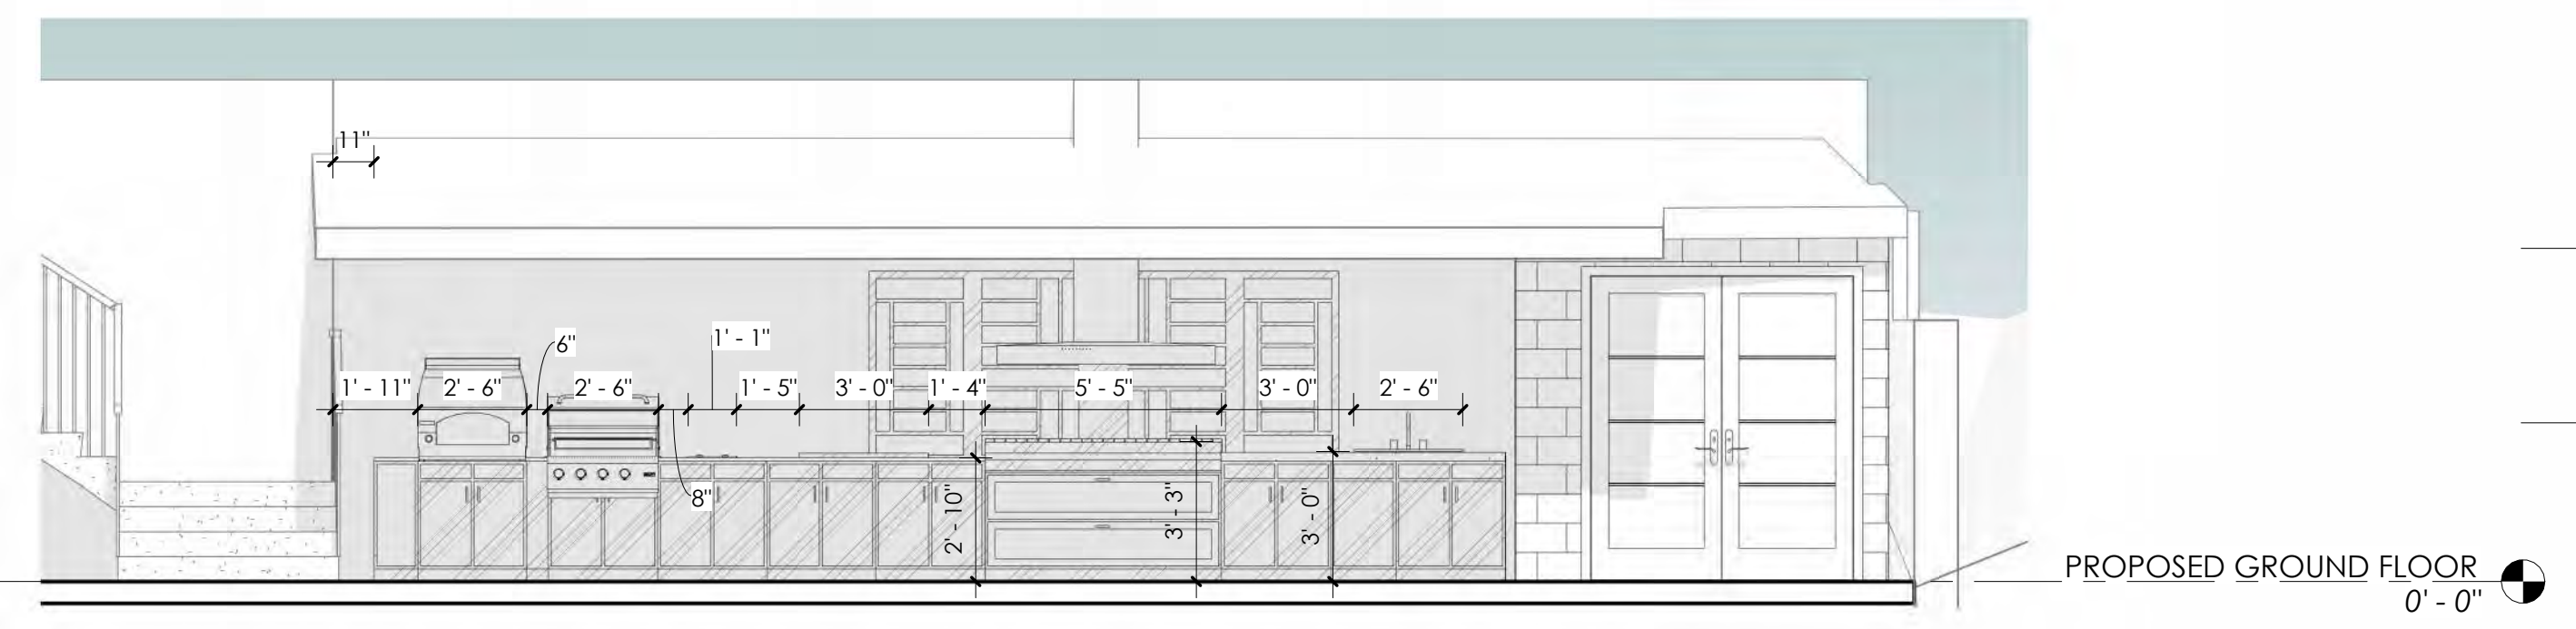 11"
6"
1' - 1"
1' - 11"
2' - 6"
2' - 6"
1' - 5"
3' - 0"
1' - 4"
5' - 5"
3' - 0"
2' - 6"
8"
2' - 10"
3' - 3"
3' - 0"
PROPOSED GROUND FLOOR
0' - 0"